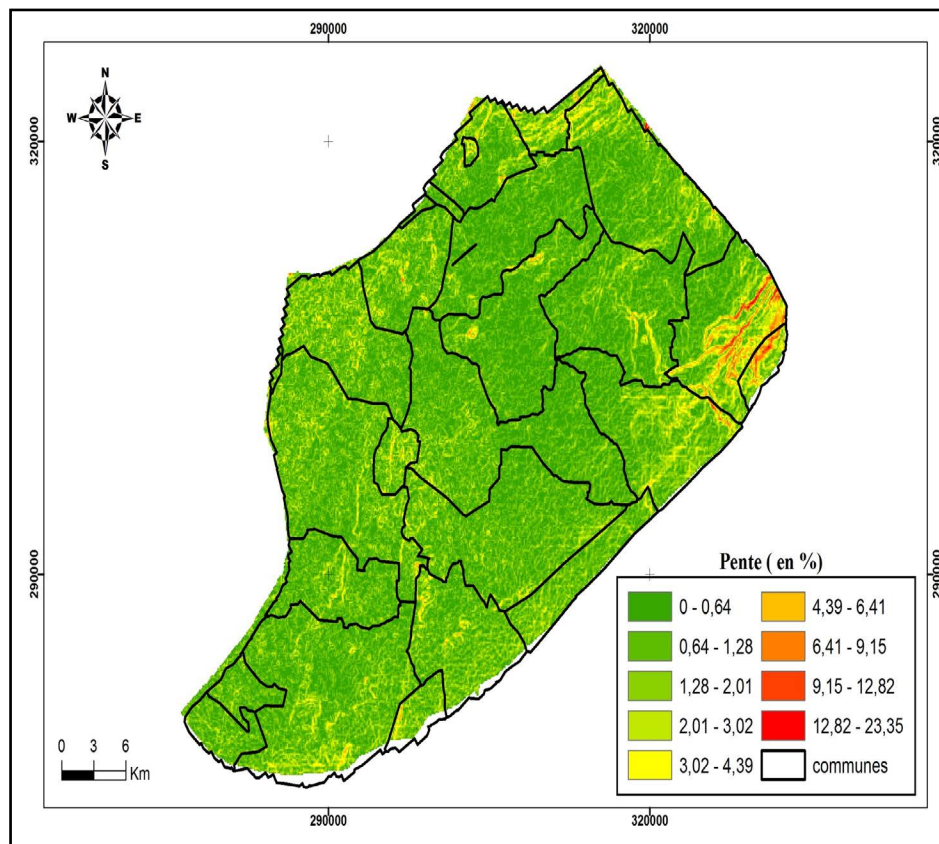 290000 320000
N
W E
S
320000 320000
290000 290000
Pente ( en %)
0 - 0,64 4,39 - 6,41
0,64 - 1,28 6,41 - 9,15
1,28 - 2,01 9,15 - 12,82
2,01 - 3,02 12,82 - 23,35
3,02 - 4,39 communes
0 3 6
Km
290000 320000